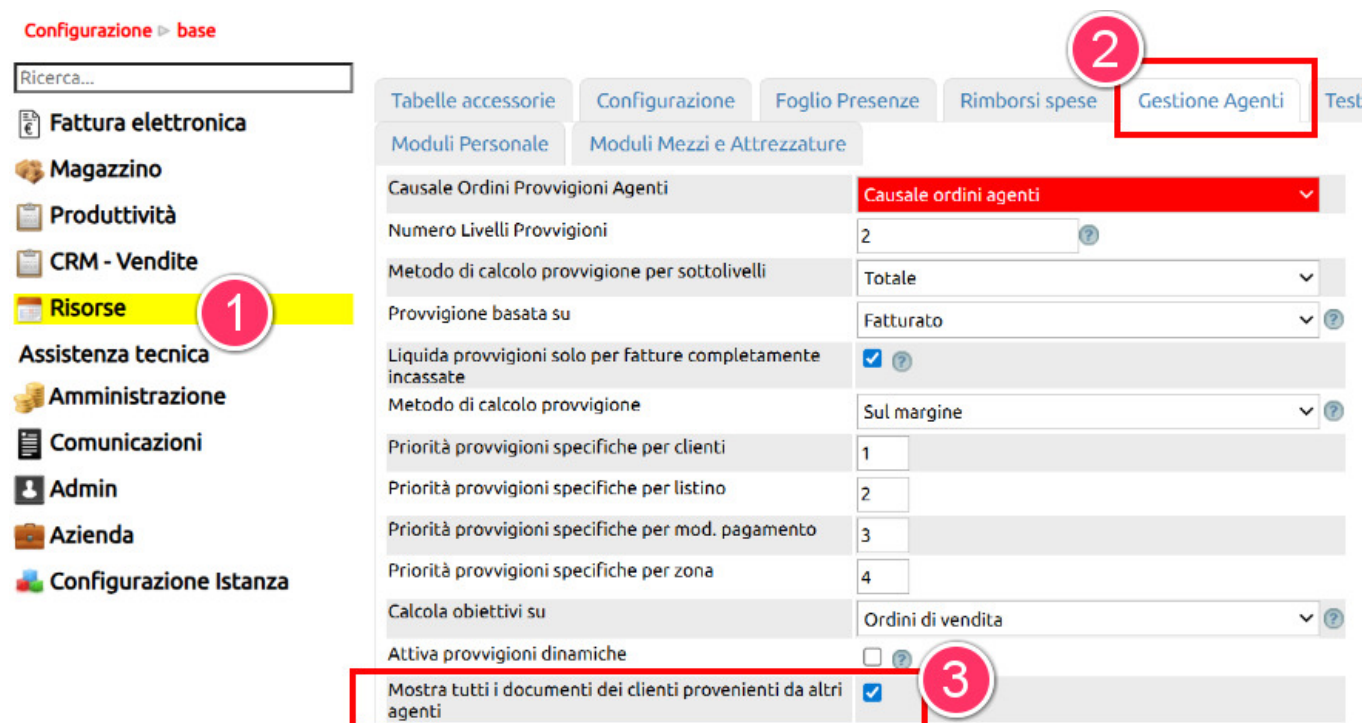 Configurazione ▷ base
Ricerca...
Fattura elettronica
Magazzino
Produttività
CRM - Vendite
Risorse
1
Assistenza tecnica
Amministrazione
Comunicazioni
Admin
Azienda
Configurazione Istanza
2
Tabelle accessorie Configurazione Foglio Presenze Rimborsi spese Gestione Agenti Test
Moduli Personale Moduli Mezzi e Attrezzature
Causale Ordini Provvigioni Agenti Causale ordini agenti
Numero Livelli Provvigioni 2 ?
Metodo di calcolo provvigione per sottolivelli Totale
Provvigione basata su Fatturato ?
Liquida provvigioni solo per fatture completamente
incassate ?
Metodo di calcolo provvigione Sul margine ?
Priorità provvigioni specifiche per clienti 1
Priorità provvigioni specifiche per listino 2
Priorità provvigioni specifiche per mod. pagamento 3
Priorità provvigioni specifiche per zona 4
Calcola obiettivi su Ordini di vendita ?
Attiva provvigioni dinamiche ?
3
Mostra tutti i documenti dei clienti provenienti da altri
agenti